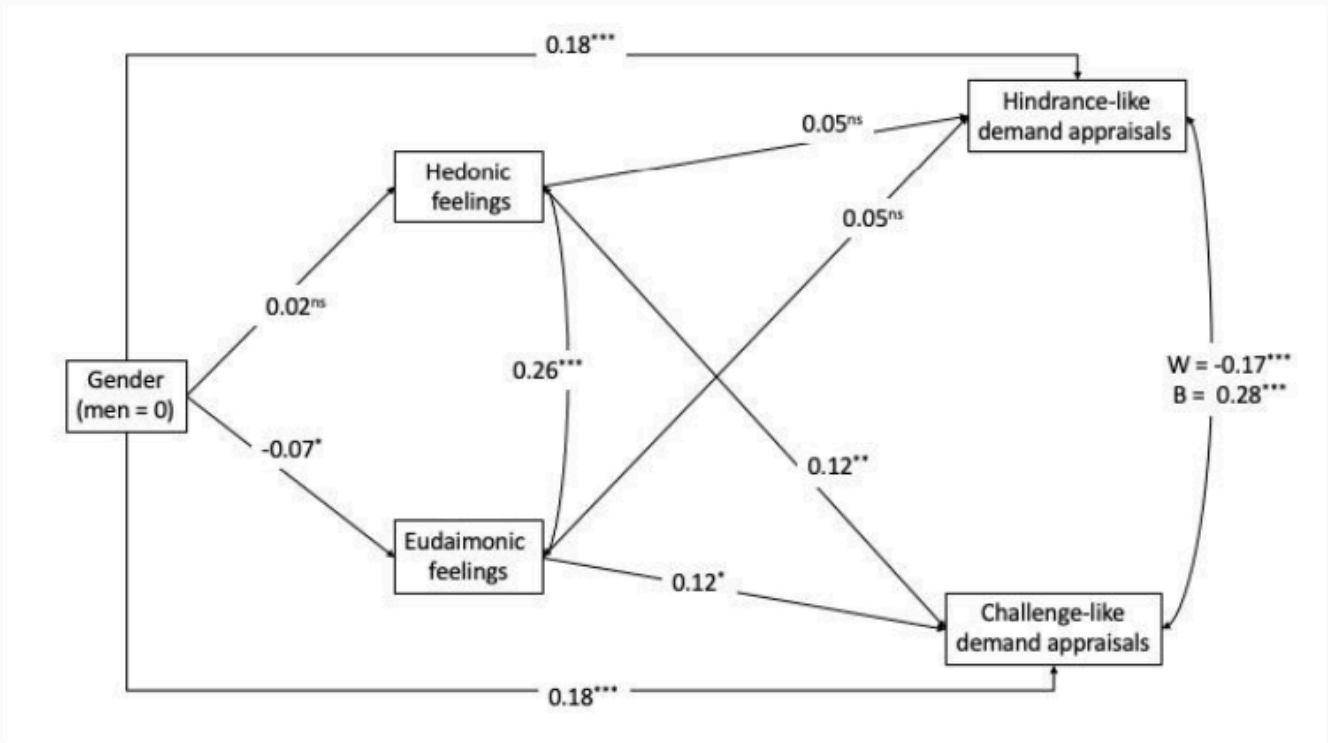 0.18***
Hindrance-like
demand appraisals
0.05ns
Hedonic
feelings
0.05ns
0.02ns
0.26***
W = -0.17***
B = 0.28***
Gender
(men = 0)
-0.07*
0.12**
Eudaimonic
feelings
0.12*
Challenge-like
demand appraisals
0.18***